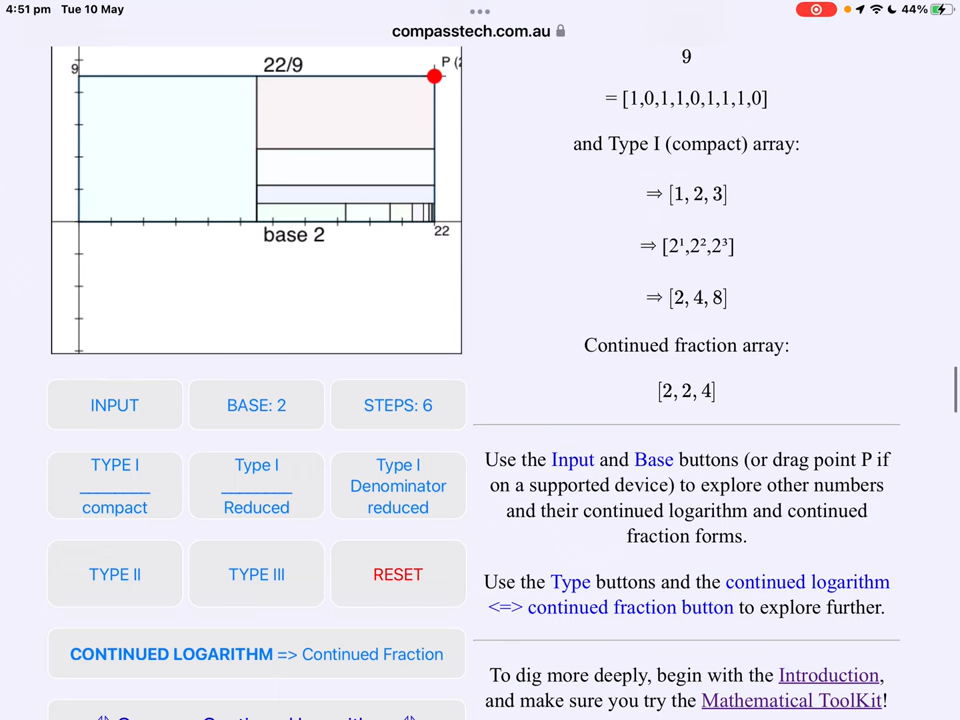 4:51 pm Tue 10 May
44%
compasstech.com.au
9
22/9
P (
base 2
22
INPUT
BASE: 2
STEPS: 6
TYPE I
compact
Type I
Reduced
Type I
Denominator
reduced
TYPE II
TYPE III
RESET
CONTINUED LOGARITHM => Continued Fraction
9
= [1,0,1,1,0,1,1,1,0]
and Type I (compact) array:
⇒ [1, 2, 3]
⇒ [2¹,2²,2³]
⇒ [2, 4, 8]
Continued fraction array:
[2, 2, 4]
Use the Input and Base buttons (or drag point P if
on a supported device) to explore other numbers
and their continued logarithm and continued
fraction forms.
Use the Type buttons and the continued logarithm
<=> continued fraction button to explore further.
To dig more deeply, begin with the Introduction,
and make sure you try the Mathematical ToolKit!